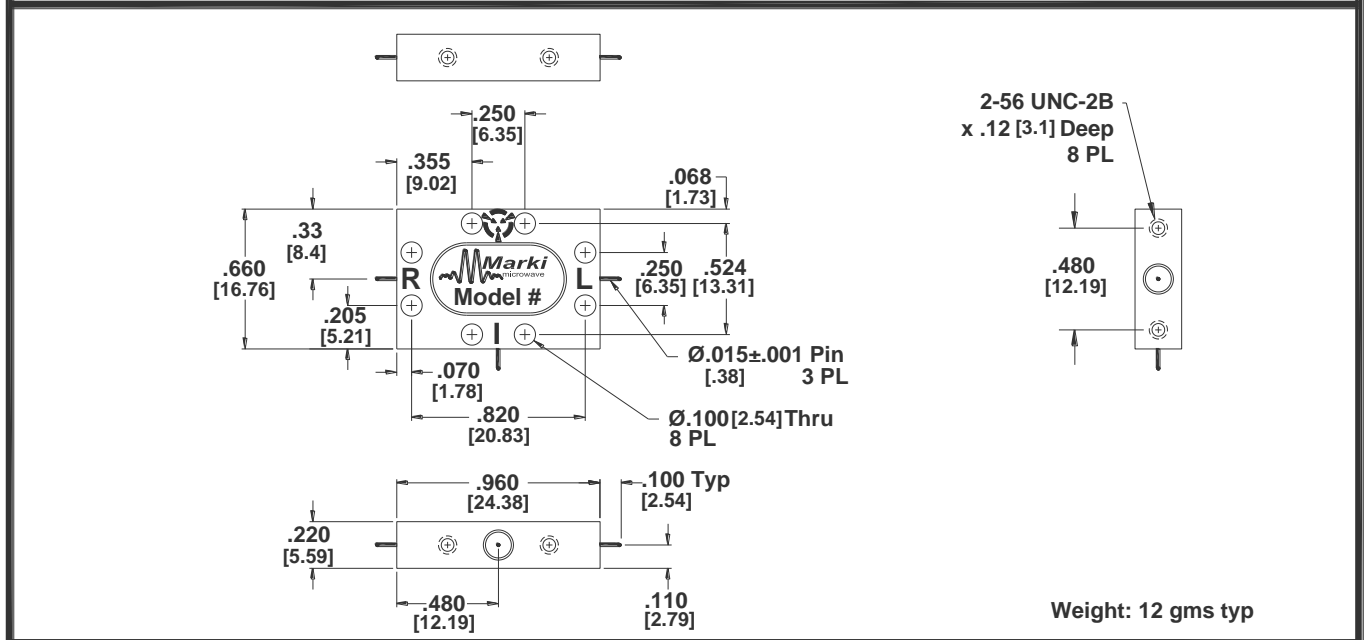 .250
[6.35]
.355
[9.02]
.068
[1.73]
2-56 UNC-2B
x .12 [3.1] Deep
8 PL
.33
[8.4]
.660
[16.76]
.205
[5.21]
R
Marki
microwave
Model #
L
I
.250
[6.35]
.524
[13.31]
.480
[12.19]
Ø.015±.001 Pin
[.38] 3 PL
.070
[1.78]
.820
[20.83]
Ø.100[2.54]Thru
8 PL
.960
[24.38]
.100 Typ
[2.54]
.220
[5.59]
.480
[12.19]
.110
[2.79]
Weight: 12 gms typ